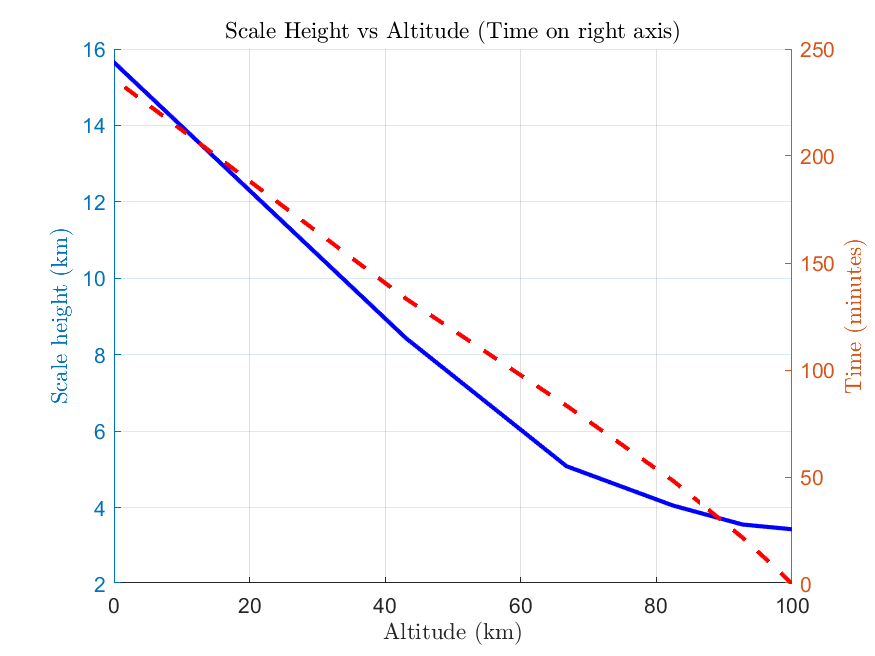 Scale Height vs Altitude (Time on right axis)
16
14
12
10
8
6
4
2
Scale height (km)
250
200
150
100
50
0
Time (minutes)
0 20 40 60 80 100
Altitude (km)